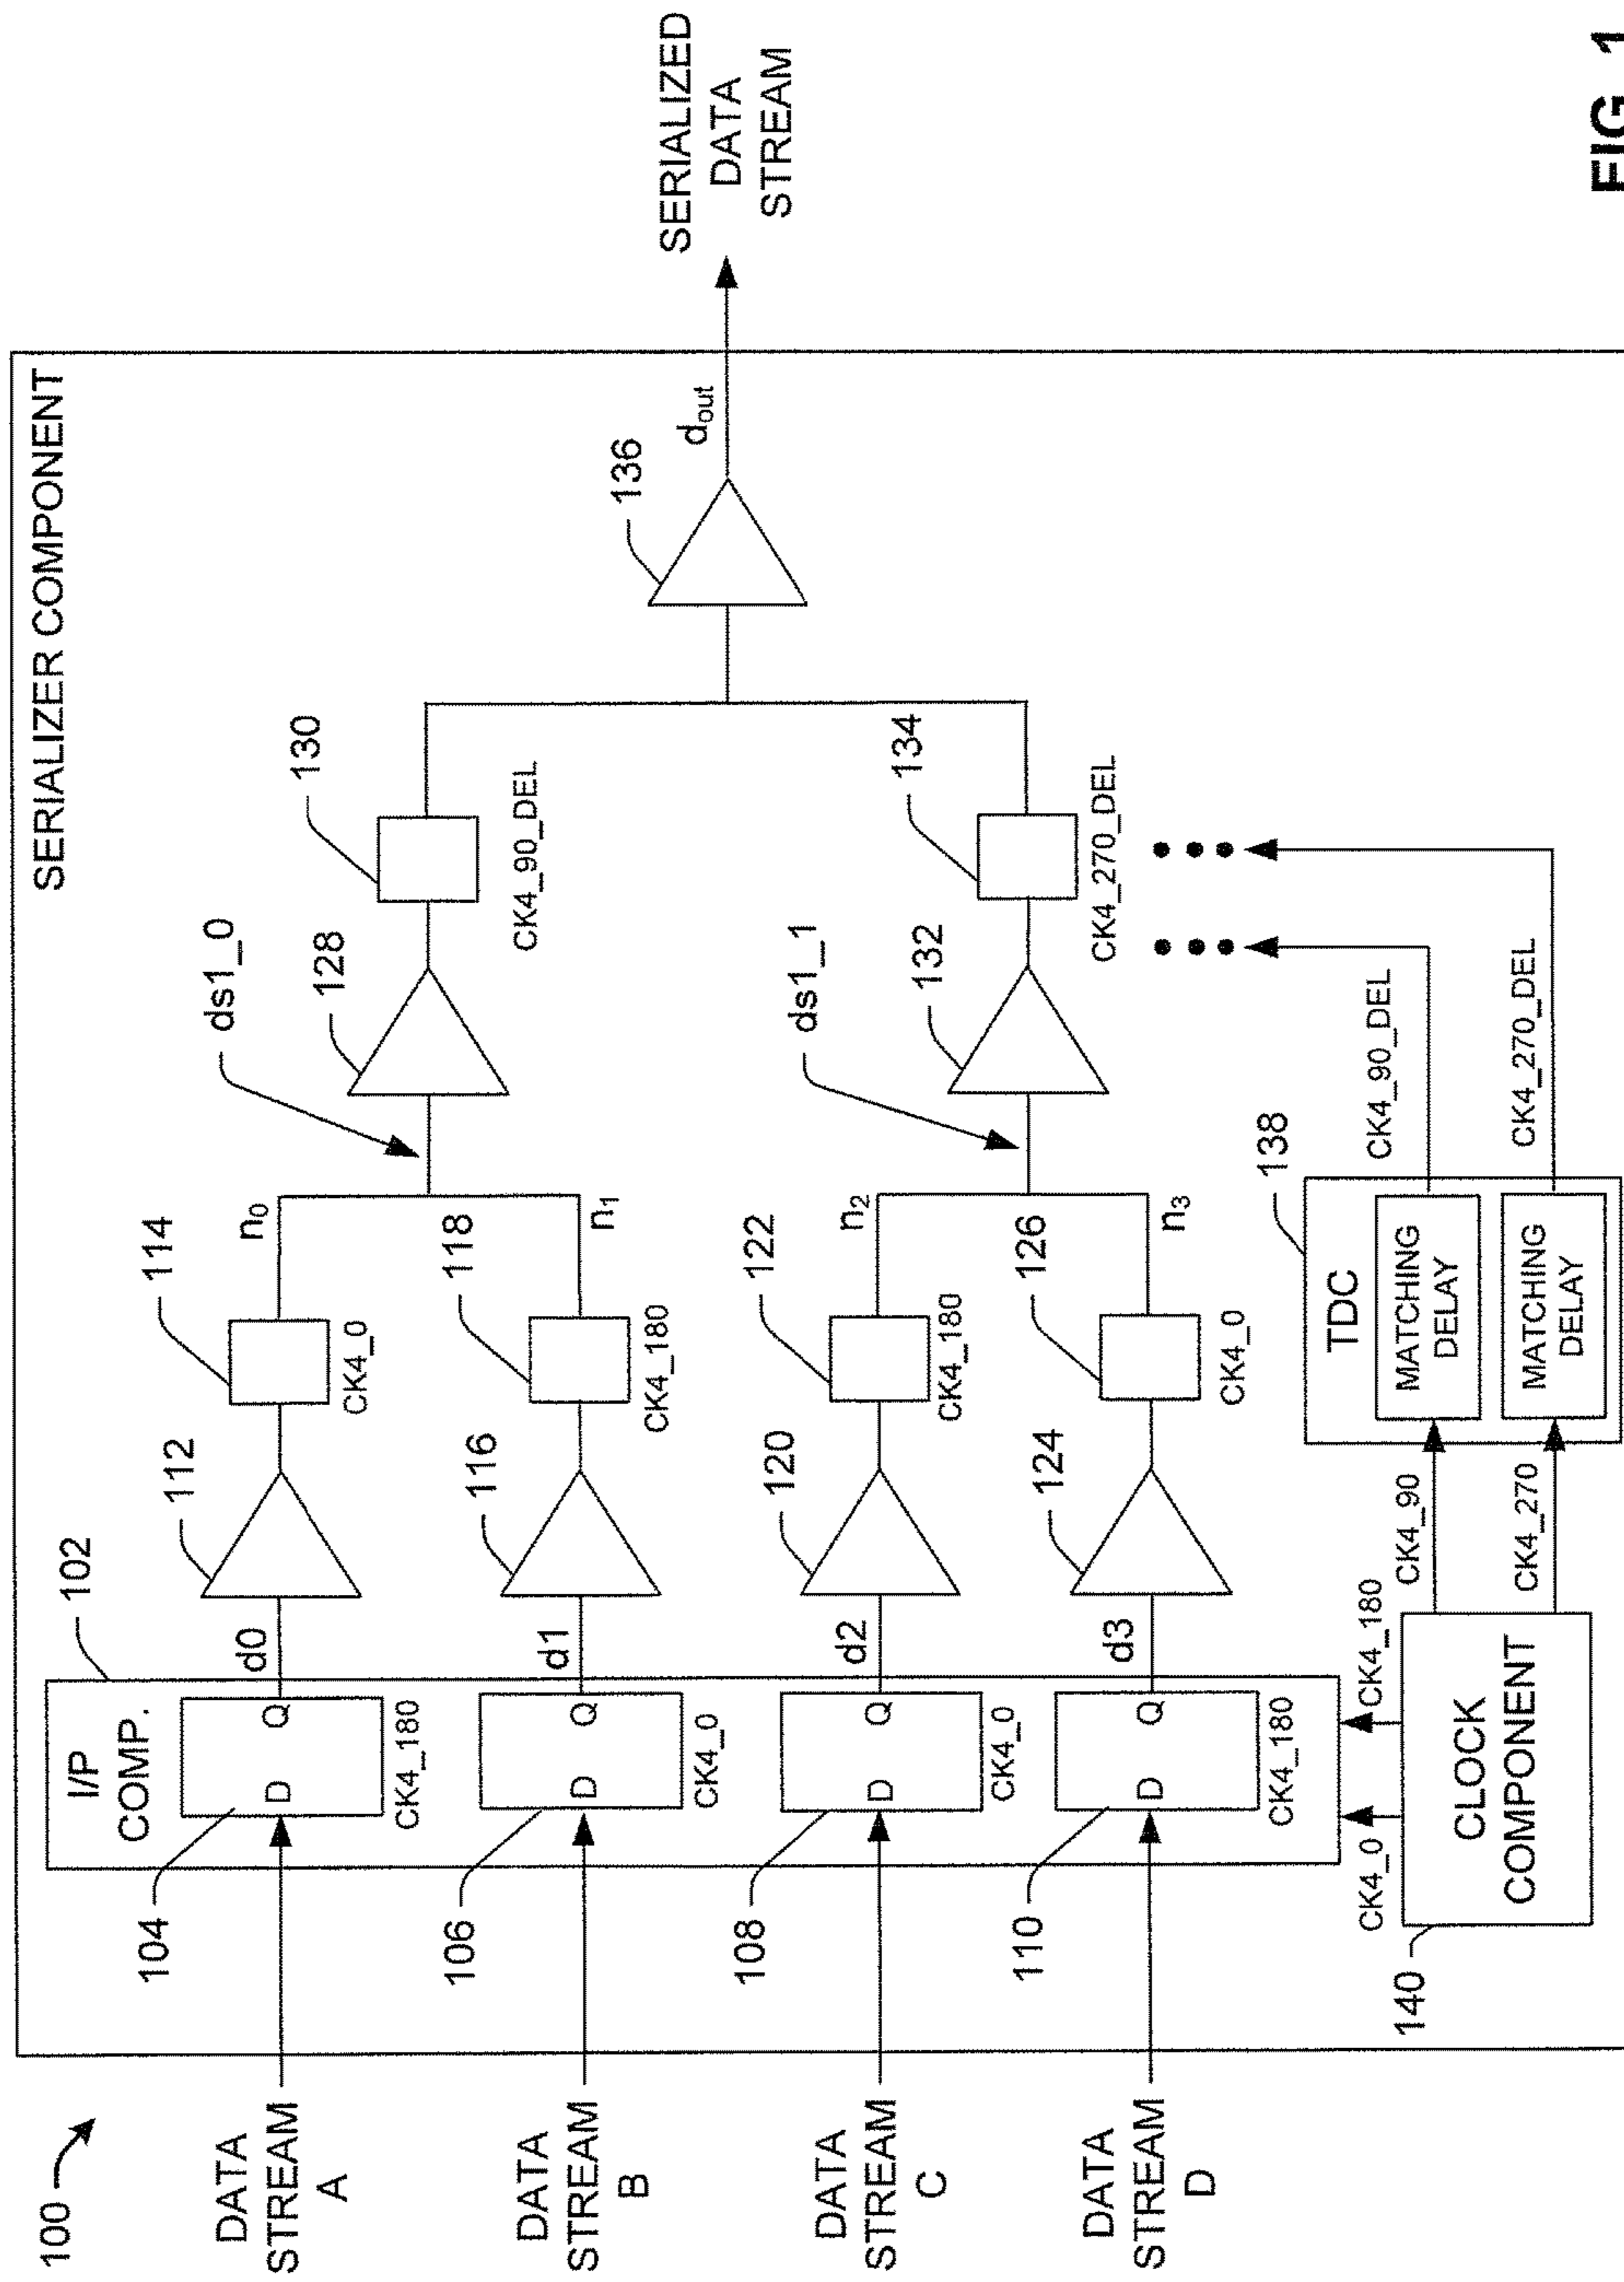 100
SERIALIZER COMPONENT
102
I/P
COMP.
DATA
STREAM
A
104
D
Q
CK4_180
d0
112
114
CK4_0
n0
ds1_0
128
130
CK4_90_DEL
DATA
STREAM
B
106
D
Q
CK4_0
d1
116
118
CK4_180
n1
136
dout
SERIALIZED
DATA
STREAM
DATA
STREAM
C
108
D
Q
CK4_0
d2
120
122
CK4_180
n2
ds1_1
132
134
CK4_270_DEL
DATA
STREAM
D
110
D
Q
CK4_180
d3
124
126
CK4_0
n3
CK4_0
CK4_180
140
CLOCK
COMPONENT
CK4_90
CK4_270
138
TDC
MATCHING
DELAY
MATCHING
DELAY
CK4_90_DEL
CK4_270_DEL
FIG. 1